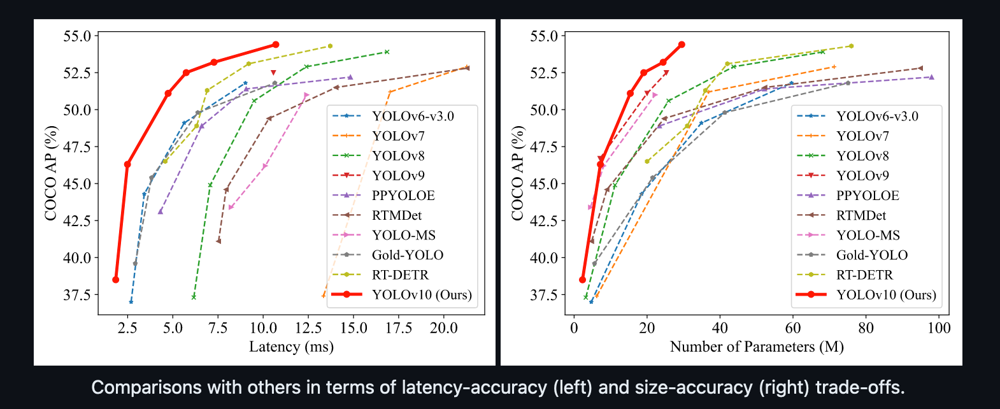 55.0
52.5
50.0
47.5
45.0
42.5
40.0
37.5
COCO AP (%)
2.5 5.0 7.5 10.0 12.5 15.0 17.5 20.0
Latency (ms)
YOLOv6-v3.0
YOLOv7
YOLOv8
YOLOv9
PPYOLOE
RTMDet
YOLO-MS
Gold-YOLO
RT-DETR
YOLOv10 (Ours)
55.0
52.5
50.0
47.5
45.0
42.5
40.0
37.5
COCO AP (%)
0 20 40 60 80 100
Number of Parameters (M)
YOLOv6-v3.0
YOLOv7
YOLOv8
YOLOv9
PPYOLOE
RTMDet
YOLO-MS
Gold-YOLO
RT-DETR
YOLOv10 (Ours)
Comparisons with others in terms of latency-accuracy (left) and size-accuracy (right) trade-offs.